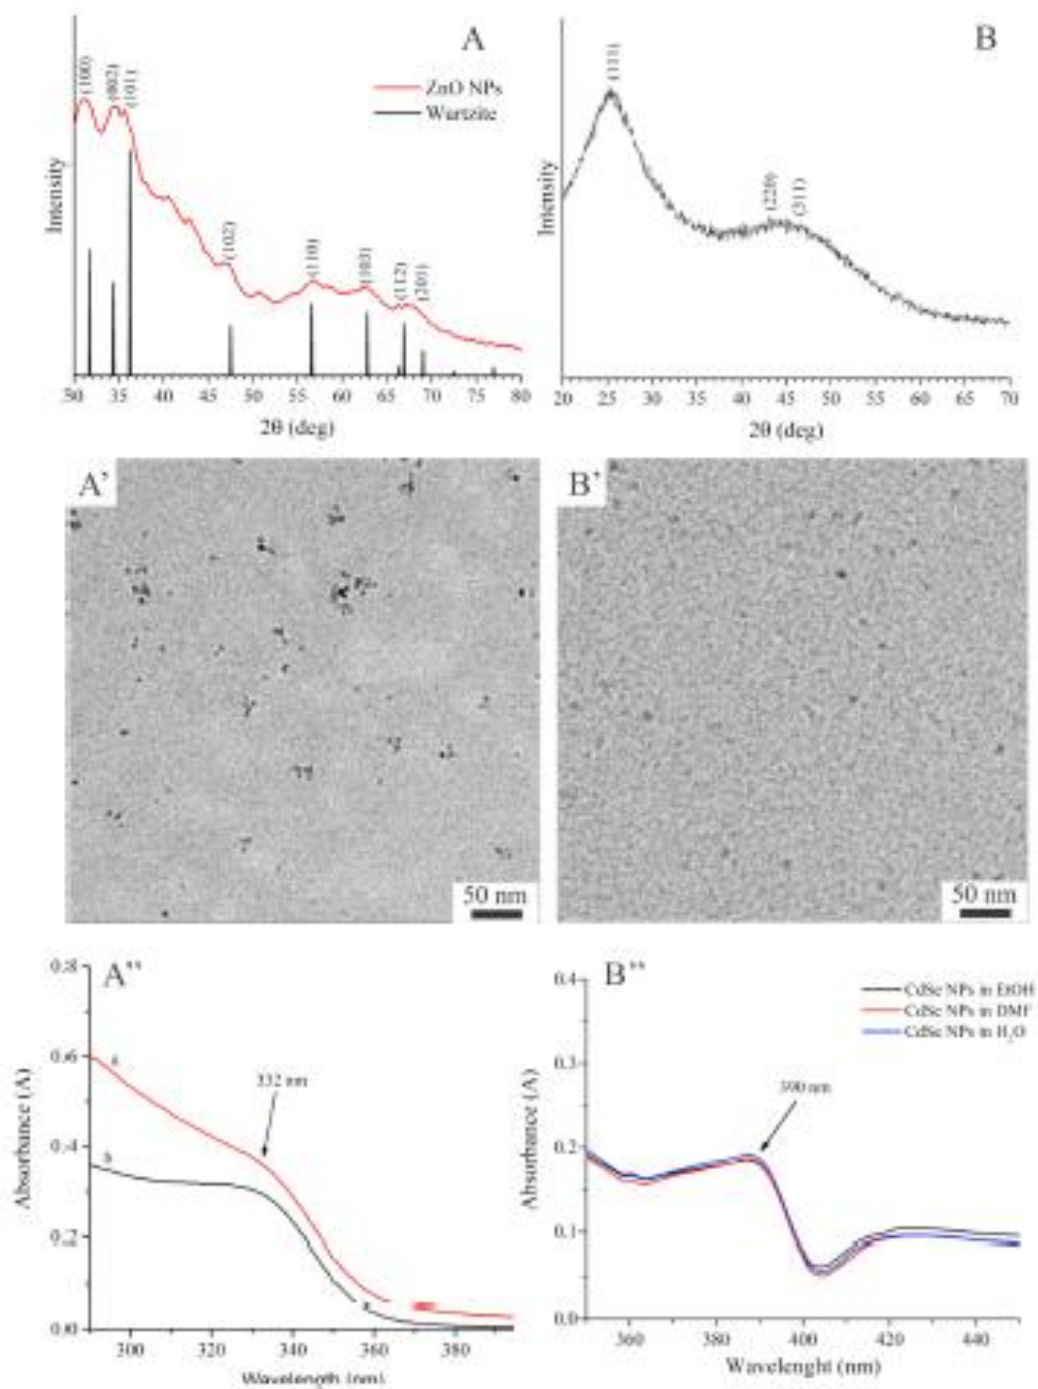 A
(100)
(002)
(101)
ZnO NPs
Wurtzite
(102)
(110)
(103)
(112)
(201)
Intensity
30 35 40 45 50 55 60 65 70 75 80
2θ (deg)
B
(111)
(220)
(311)
Intensity
20 25 30 35 40 45 50 55 60 65 70
2θ (deg)
A'
50 nm
B'
50 nm
A''
0.8
0.6
0.4
0.2
0.0
a
b
332 nm
Absorbance (A)
300 320 340 360 380
Wavelength (nm)
B''
0.4
0.3
0.2
0.1
0.0
CdSe NPs in EtOH
CdSe NPs in DMF
CdSe NPs in H₂O
390 nm
Absorbance (A)
360 380 400 420 440
Wavelenght (nm)